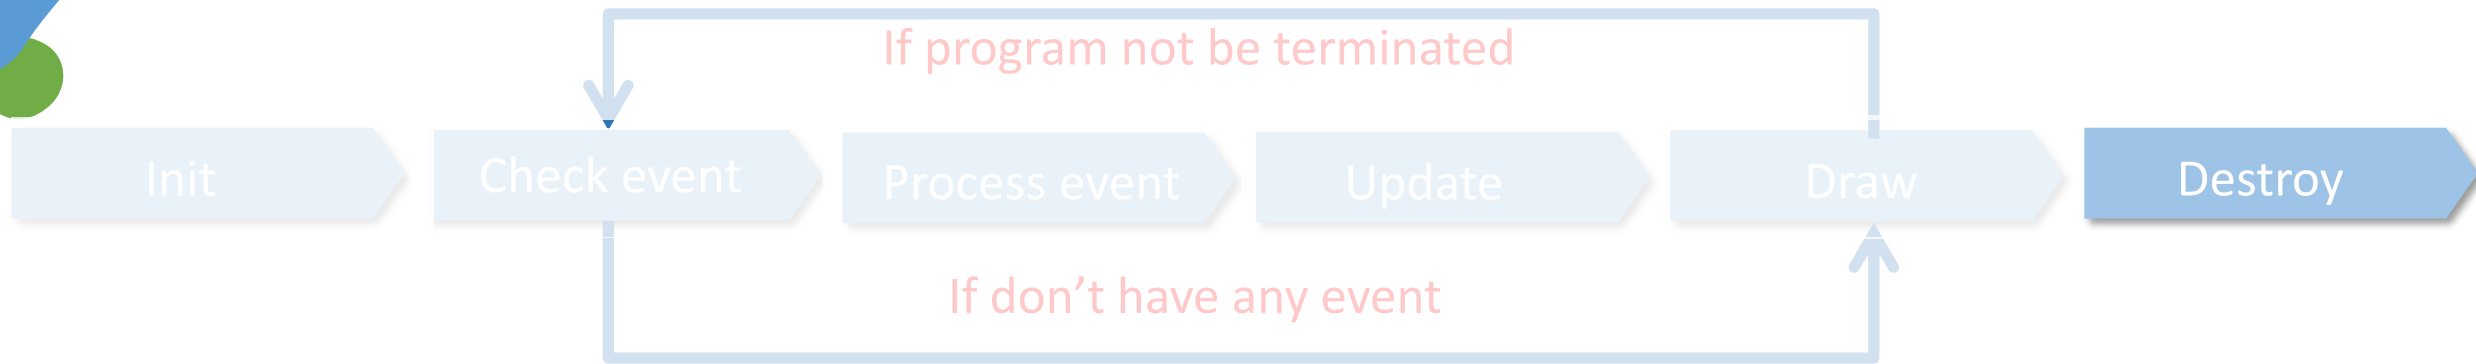 If program not be terminated
Init
Check event
Process event
Update
Draw
Destroy
If don't have any event